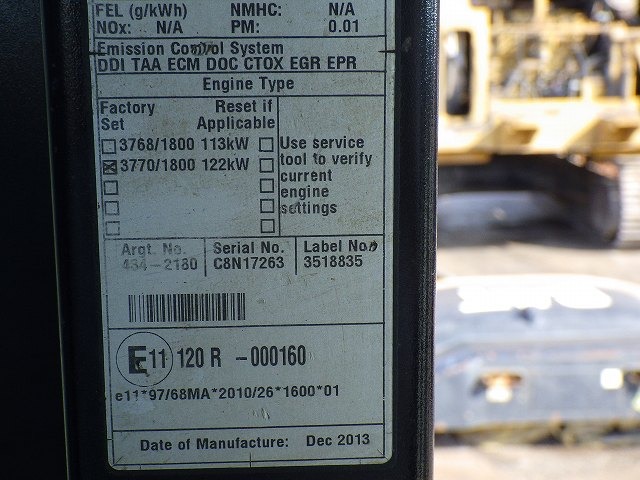 FEL (g/kWh) NMHC: N/A
NOx: N/A PM: 0.01
Emission Control System
DDI TAA ECM DOC CTOX EGR EPR
Engine Type
Factory Set
Reset if Applicable
3768/1800 113kW
3770/1800 122kW
Use service
tool to verify
current
engine
settings
Argt. No. Serial No. Label No.
434-2180 C8N17263 3518835
E11 120 R -000160
e11*97/68MA*2010/26*1600*01
Date of Manufacture: Dec 2013